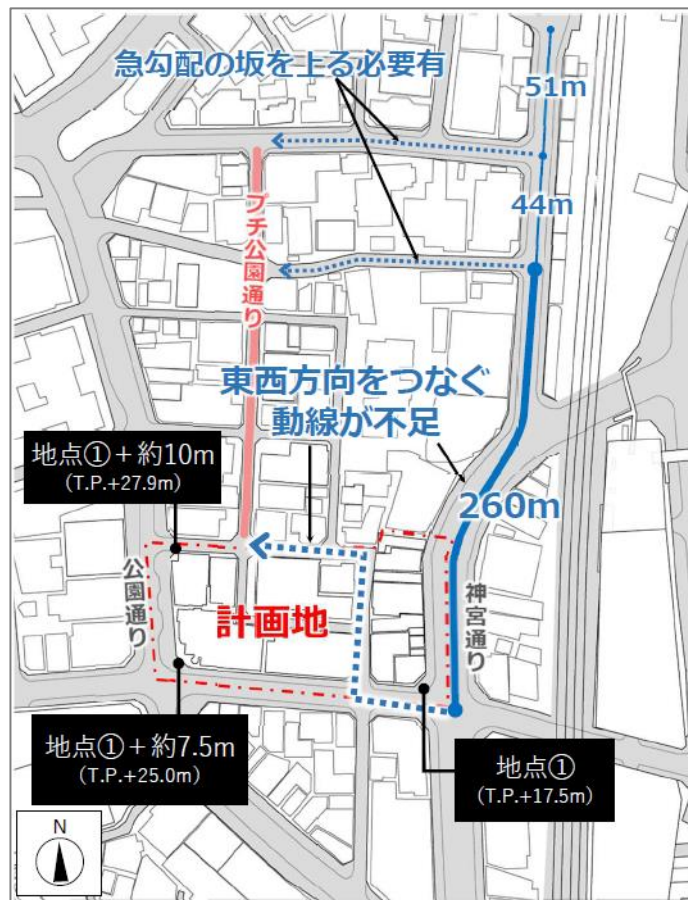 急勾配の坂を上る必要有
51m
44m
プチ公園通り
東西方向をつなぐ
動線が不足
地点①＋約10m
(T.P.+27.9m)
260m
公園通り
計画地
神宮通り
地点①＋約7.5m
(T.P.+25.0m)
地点①
(T.P.+17.5m)
N